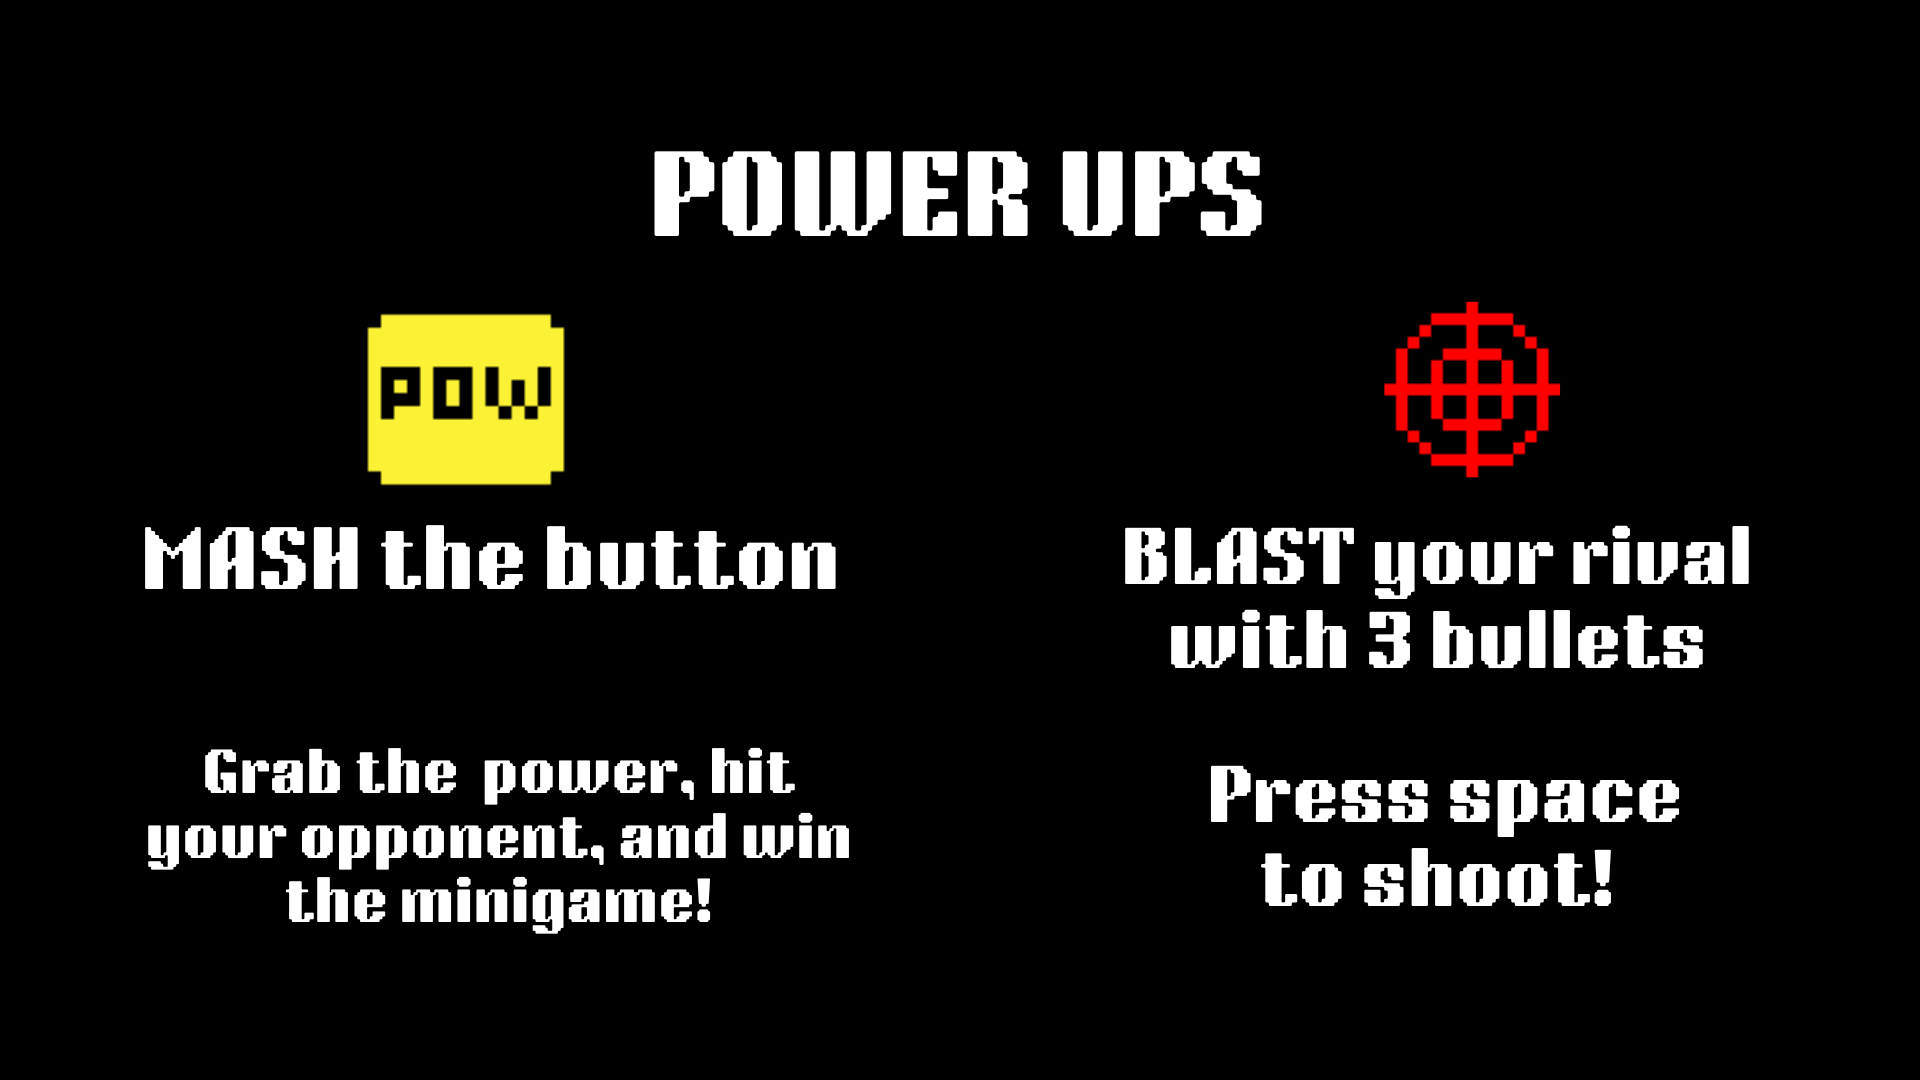 POWER UPS
POW
MASH the button
Grab the power, hit
your opponent, and win
the minigame!
BLAST your rival
with 3 bullets
Press space
to shoot!